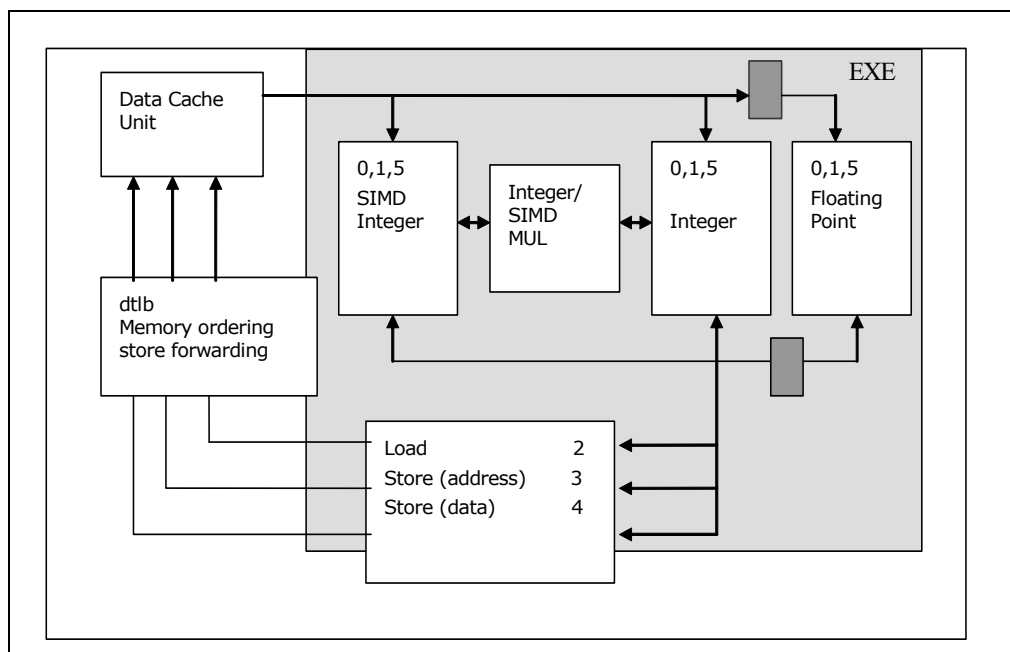 EXE
Data Cache
Unit
0,1,5
SIMD
Integer
Integer/
SIMD
MUL
0,1,5
Integer
0,1,5
Floating
Point
dtlb
Memory ordering
store forwarding
Load 2
Store (address) 3
Store (data) 4